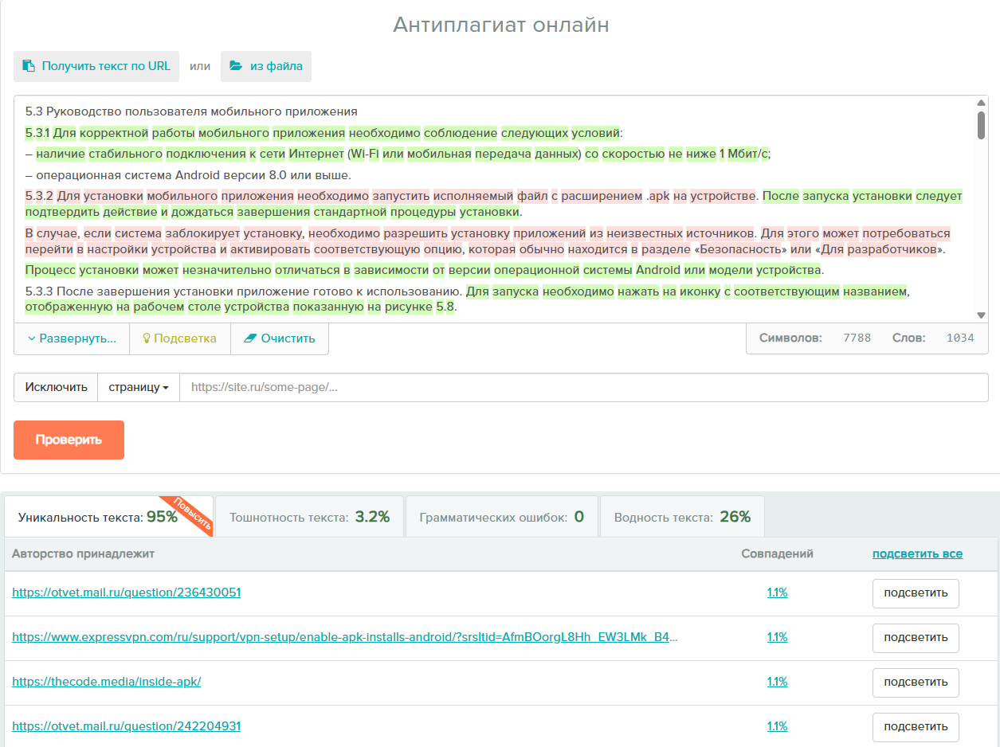 Антиплагиат онлайн
Получить текст по URL или из файла
5.3 Руководство пользователя мобильного приложения
5.3.1 Для корректной работы мобильного приложения необходимо соблюдение следующих условий:
– наличие стабильного подключения к сети Интернет (Wi-Fi или мобильная передача данных) со скоростью не ниже 1 Мбит/с;
– операционная система Android версии 8.0 или выше.
5.3.2 Для установки мобильного приложения необходимо запустить исполняемый файл с расширением .apk на устройстве. После запуска установки следует
подтвердить действие и дождаться завершения стандартной процедуры установки.
В случае, если система заблокирует установку, необходимо разрешить установку приложений из неизвестных источников. Для этого может потребоваться
перейти в настройки устройства и активировать соответствующую опцию, которая обычно находится в разделе «Безопасность» или «Для разработчиков».
Процесс установки может незначительно отличаться в зависимости от версии операционной системы Android или модели устройства.
5.3.3 После завершения установки приложение готово к использованию. Для запуска необходимо нажать на иконку с соответствующим названием,
отображенную на рабочем столе устройства показанную на рисунке 5.8.
Развернуть... Подсветка Очистить Символов: 7788 Слов: 1034
Исключить страницу https://site.ru/some-page/...
Проверить
Уникальность текста: 95% Повысить Тошнотность текста: 3.2% Грамматических ошибок: 0 Водность текста: 26%
Авторство принадлежит Совпадений подсветить все
https://otvet.mail.ru/question/236430051 1.1% подсветить
https://www.expressvpn.com/ru/support/vpn-setup/enable-apk-installs-android/?srsltid=AfmBOorgL8Hh_EW3LMk_B4... 1.1% подсветить
https://thecode.media/inside-apk/ 1.1% подсветить
https://otvet.mail.ru/question/242204931 1.1% подсветить